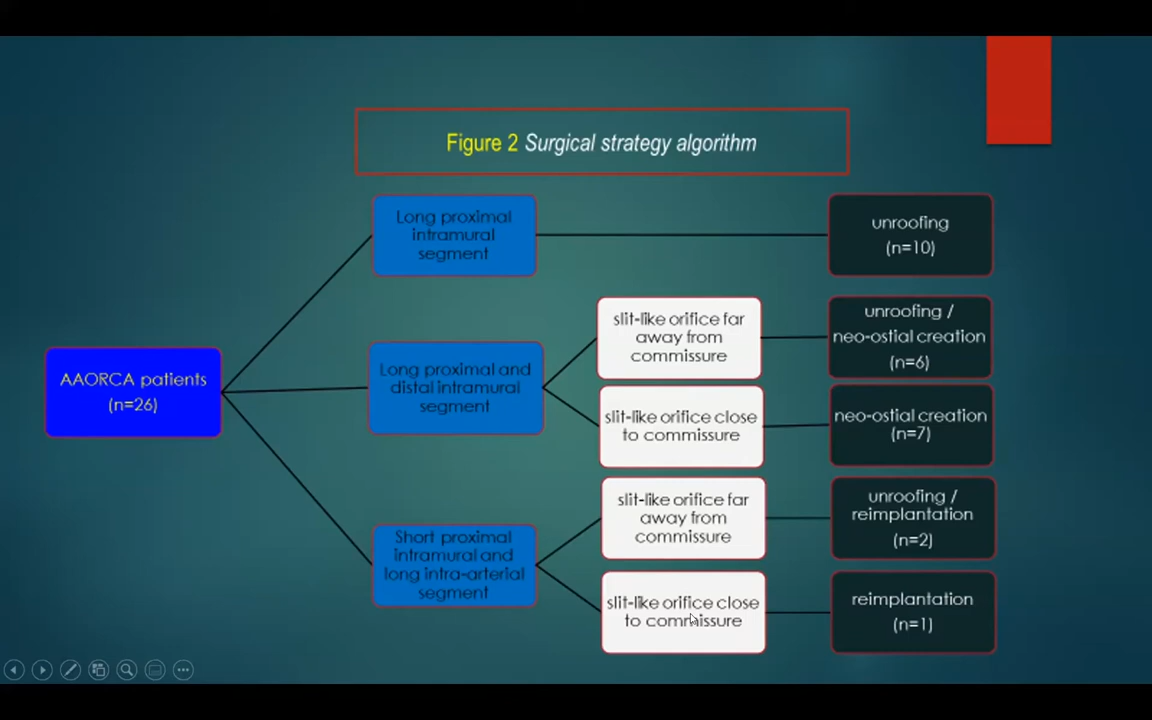 Figure 2 Surgical strategy algorithm
AAORCA patients
(n=26)
Long proximal
intramural
segment
unroofing
(n=10)
Long proximal and
distal intramural
segment
slit-like orifice far
away from
commissure
unroofing /
neo-ostial creation
(n=6)
slit-like orifice close
to commissure
neo-ostial creation
(n=7)
Short proximal
intramural and
long intra-arterial
segment
slit-like orifice far
away from
commissure
unroofing /
reimplantation
(n=2)
slit-like orifice close
to commissure
reimplantation
(n=1)